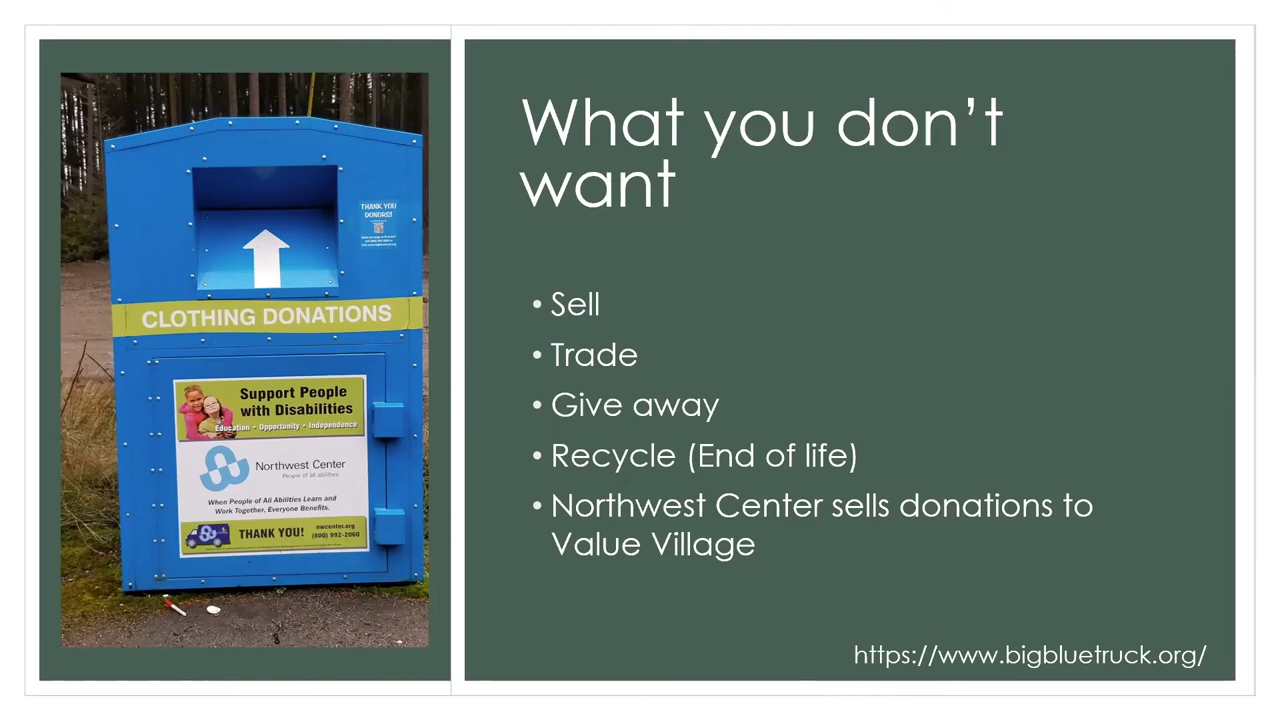 What you don’t
want
• Sell
• Trade
• Give away
• Recycle (End of life)
• Northwest Center sells donations to
Value Village
https://www.bigbluetruck.org/
THANK YOU
DONORS!
CLOTHING DONATIONS
Support People
with Disabilities
Education • Opportunity • Independence
Northwest Center
People of all abilities
When People of All Abilities Learn and
Work Together, Everyone Benefits.
THANK YOU!
nwcenter.org
(800) 992-2060